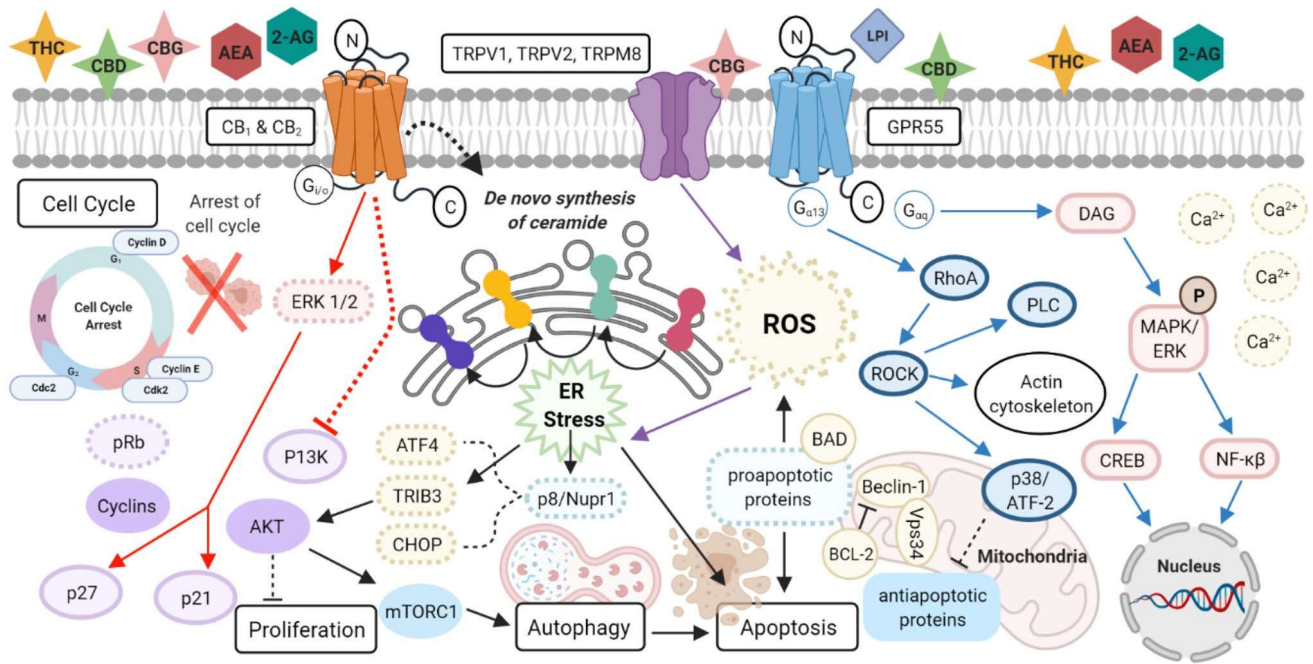 THC
CBD
CBG
AEA
2-AG
N
TRPV1, TRPV2, TRPM8
CBG
N
LPI
CBD
THC
AEA
2-AG
CB₁ & CB₂
GPR55
Gi/o
C
Gα13
C
Gαq
DAG
Ca²⁺
Ca²⁺
Ca²⁺
Ca²⁺
Cell Cycle
Arrest of
cell cycle
De novo synthesis
of ceramide
Cyclin D
G₁
Cell Cycle
Arrest
M
G₂
S
Cyclin E
Cdk2
Cdc2
ERK 1/2
ROS
RhoA
PLC
ROCK
Actin
cytoskeleton
P
MAPK/
ERK
ER
Stress
pRb
P13K
ATF4
BAD
proapoptotic
proteins
Beclin-1
p38/
ATF-2
CREB
NF-κβ
Cyclins
AKT
TRIB3
p8/Nupr1
CHOP
BCL-2
Vps34
Mitochondria
Nucleus
p27
p21
Proliferation
mTORC1
Autophagy
Apoptosis
antiapoptotic
proteins